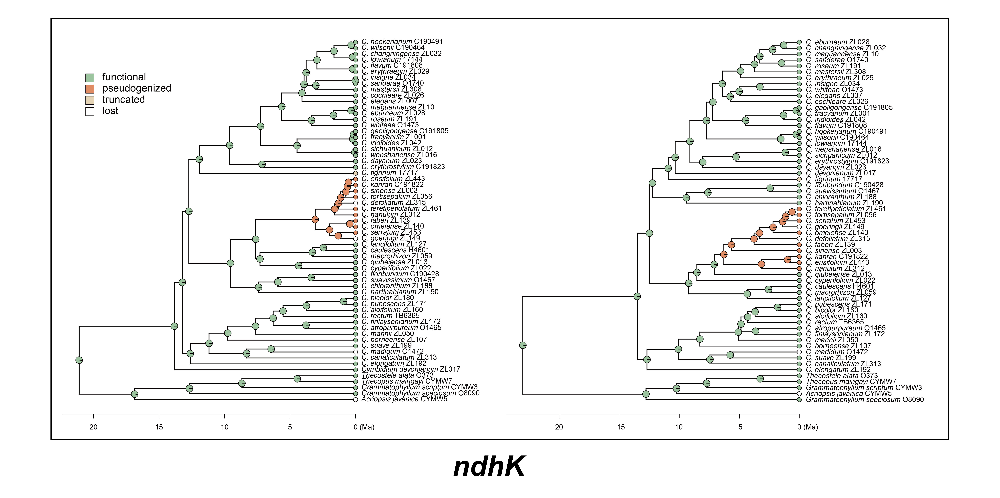 functional
pseudogenized
truncated
lost
C. hookerianum C190491
C. wilsonii C190464
C. changningense ZL032
C. lowianum 17144
C. flavum C191808
C. erythraeum ZL029
C. insigne ZL034
C. sanderae O1740
C. mastersii ZL308
C. cochleare ZL026
C. elegans ZL007
C. maguannense ZL10
C. eburneum ZL028
C. roseum ZL191
C. whiteae O1473
C. gaoligongense C191805
C. tracyanum ZL001
C. iridioides ZL042
C. sichuanicum ZL012
C. wenshanense ZL016
C. dayanum ZL023
C. erythrostylum C191823
C. tigrinum 17717
C. ensifolium ZL443
C. kanran C191822
C. sinense ZL003
C. tortisepalum ZL056
C. defoliatum ZL315
C. teretipetiolatum ZL461
C. nanulum ZL312
C. faberi ZL139
C. omeiense ZL140
C. serratum ZL453
C. goeringii ZL149
C. lancifolium ZL127
C. caulescens H4601
C. macrorhizon ZL059
C. qiubeiense ZL013
C. cyperifolium ZL022
C. floribundum C190428
C. suavissimum O1467
C. chloranthum ZL188
C. hartinahianum ZL190
C. bicolor ZL180
C. pubescens ZL171
C. aloifolium ZL160
C. rectum TB6365
C. finlaysonianum ZL172
C. atropurpureum O1465
C. mannii ZL050
C. borneense ZL107
C. suave ZL199
C. madidum O1472
C. canaliculatum ZL313
C. elongatum ZL192
Cymbidium devonianum ZL017
Thecostele alata O373
Thecopus maingayi CYMW7
Grammatophyllum scriptum CYMW3
Grammatophyllum speciosum O8090
Acriopsis javanica CYMW5
20 15 10 5 0 (Ma)
C. eburneum ZL028
C. changningense ZL032
C. maguannense ZL10
C. sanderae O1740
C. roseum ZL191
C. mastersii ZL308
C. erythraeum ZL029
C. insigne ZL034
C. whiteae O1473
C. elegans ZL007
C. cochleare ZL026
C. gaoligongense C191805
C. tracyanum ZL001
C. iridioides ZL042
C. flavum C191808
C. hookerianum C190491
C. wilsonii C190464
C. lowianum 17144
C. wenshanense ZL016
C. sichuanicum ZL012
C. erythrostylum C191823
C. dayanum ZL023
C. devonianum ZL017
C. tigrinum 17717
C. floribundum C190428
C. suavissimum O1467
C. chloranthum ZL188
C. hartinahianum ZL190
C. teretipetiolatum ZL461
C. tortisepalum ZL056
C. serratum ZL453
C. goeringii ZL149
C. omeiense ZL140
C. defoliatum ZL315
C. faberi ZL139
C. sinense ZL003
C. kanran C191822
C. ensifolium ZL443
C. nanulum ZL312
C. qiubeiense ZL013
C. cyperifolium ZL022
C. caulescens H4601
C. macrorhizon ZL059
C. lancifolium ZL127
C. pubescens ZL171
C. bicolor ZL180
C. aloifolium ZL160
C. rectum TB6365
C. atropurpureum O1465
C. finlaysonianum ZL172
C. mannii ZL050
C. borneense ZL107
C. madidum O1472
C. suave ZL199
C. canaliculatum ZL313
C. elongatum ZL192
Thecostele alata O373
Thecopus maingayi CYMW7
Grammatophyllum scriptum CYMW3
Acriopsis javanica CYMW5
Grammatophyllum speciosum O8090
20 15 10 5 0 (Ma)
ndhK